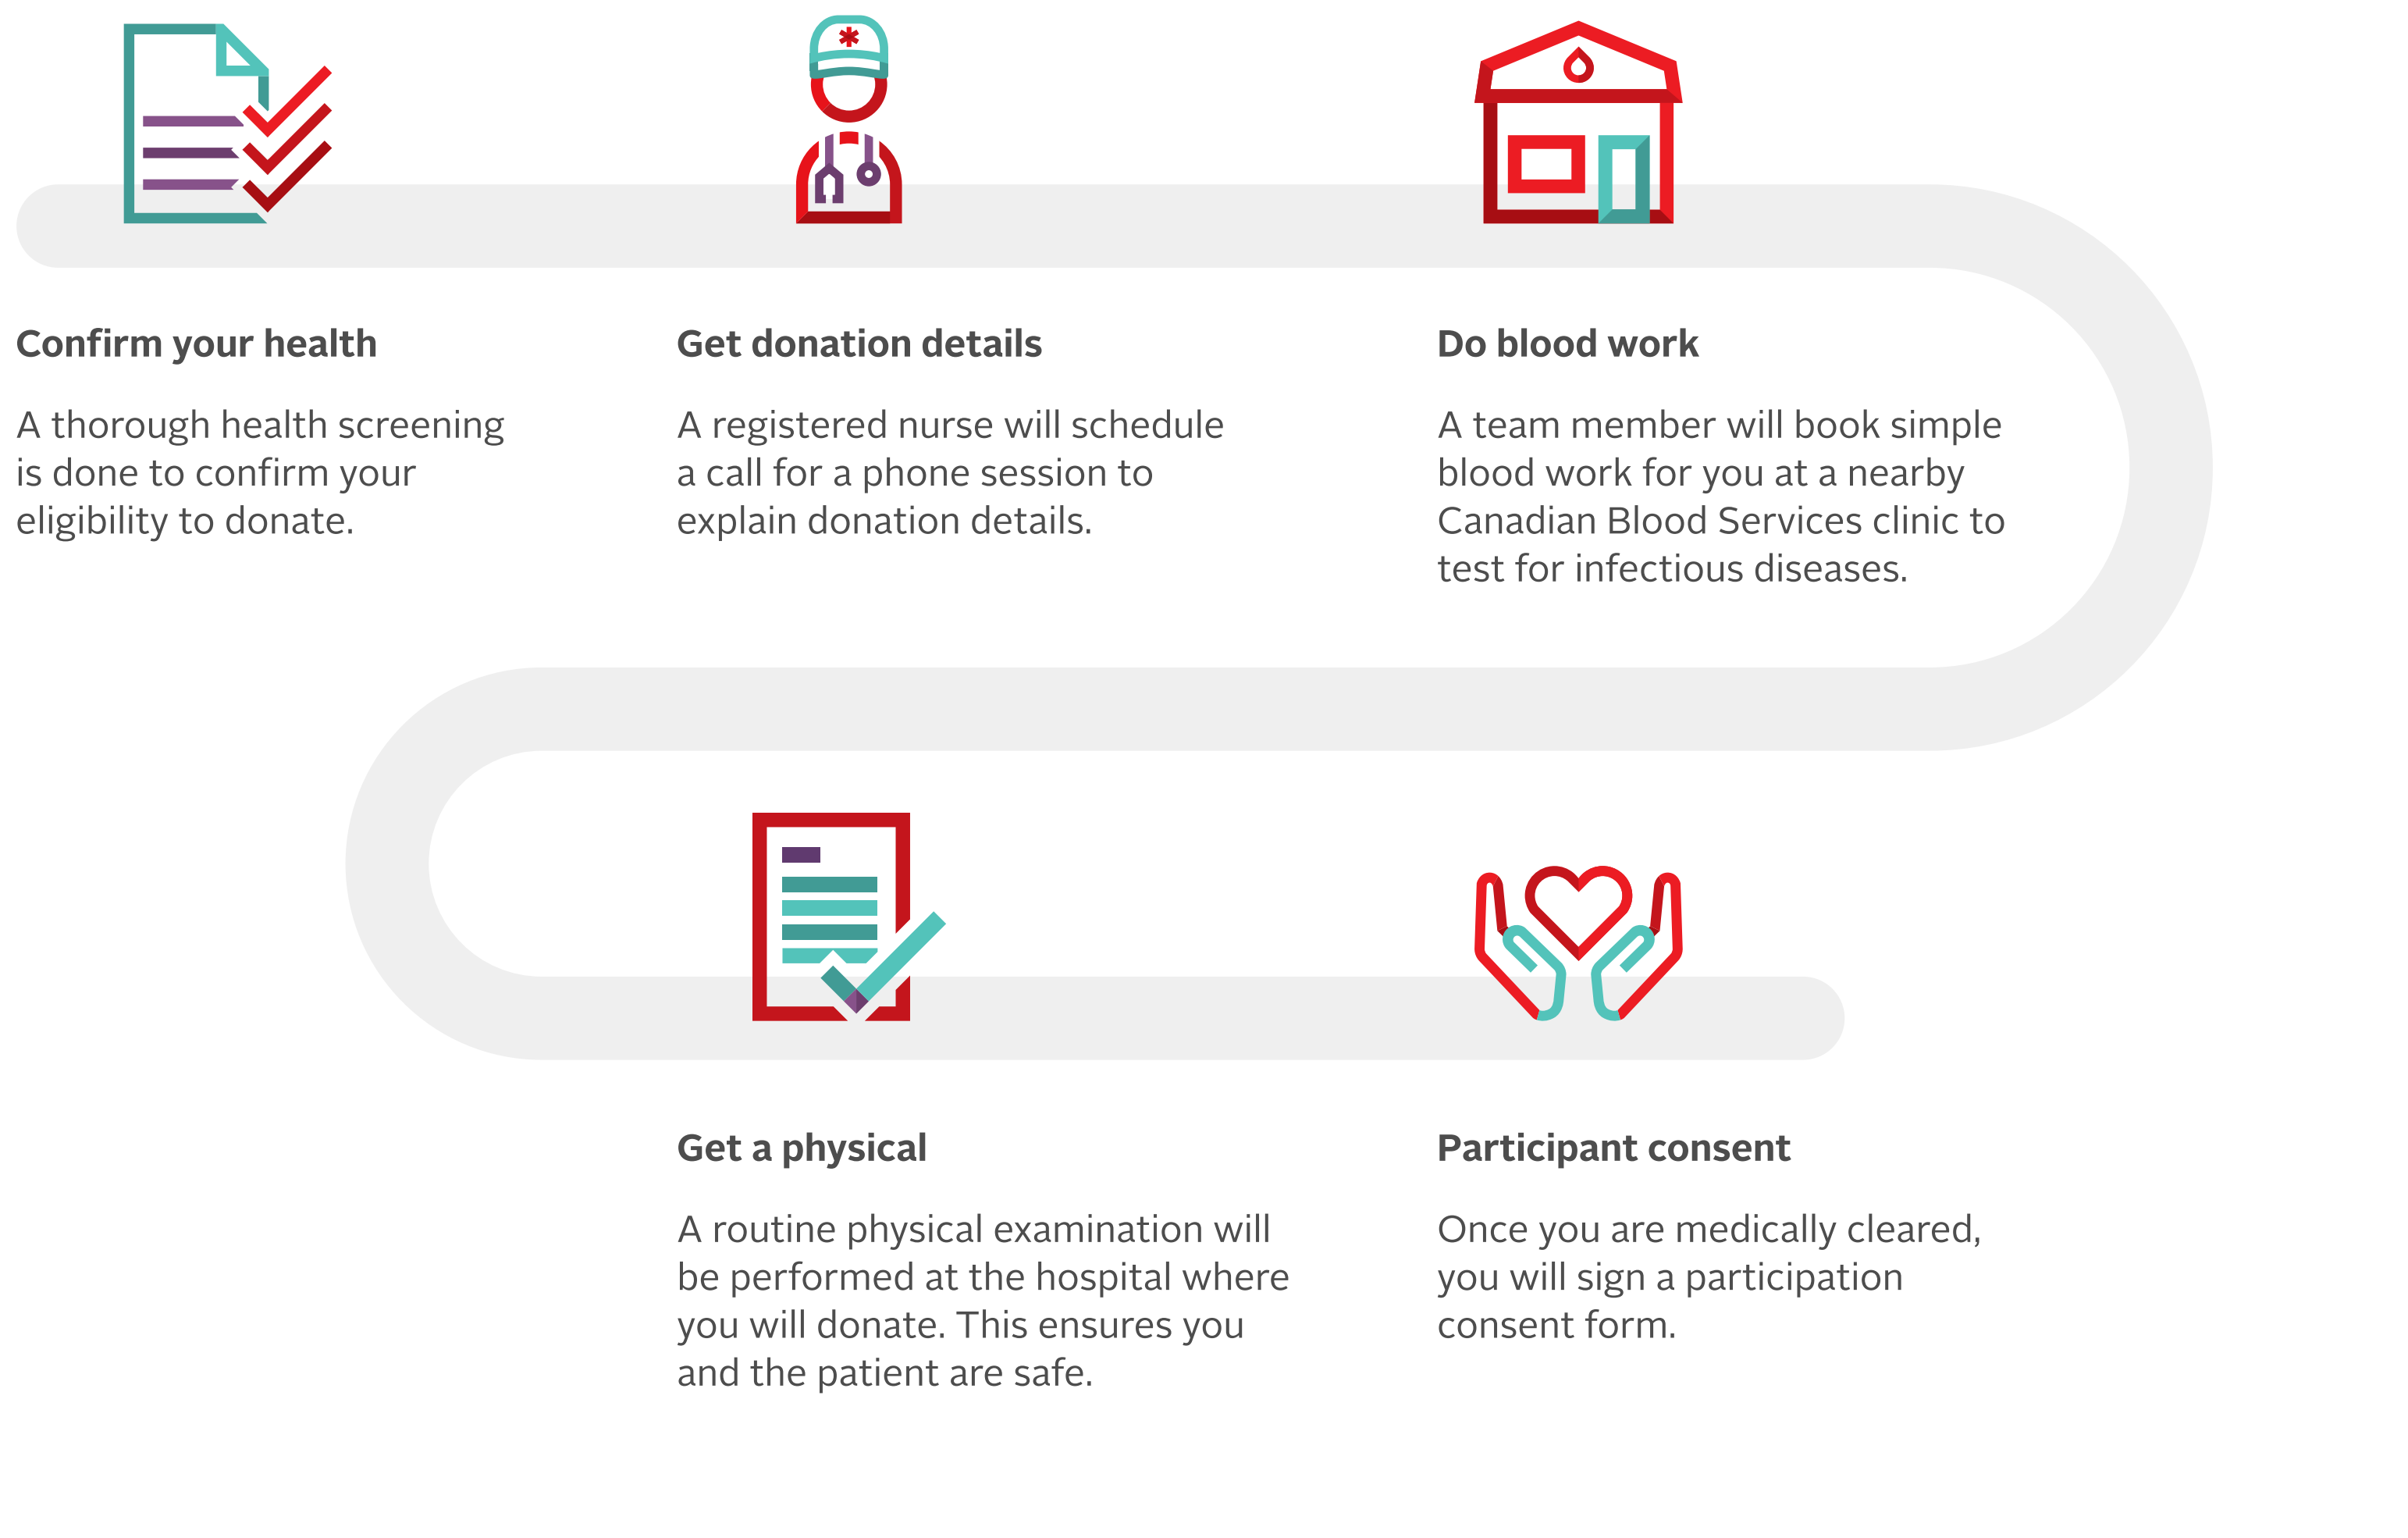 Confirm your health
A thorough health screening
is done to confirm your
eligibility to donate.
Get donation details
A registered nurse will schedule
a call for a phone session to
explain donation details.
Do blood work
A team member will book simple
blood work for you at a nearby
Canadian Blood Services clinic to
test for infectious diseases.
Get a physical
A routine physical examination will
be performed at the hospital where
you will donate. This ensures you
and the patient are safe.
Participant consent
Once you are medically cleared,
you will sign a participation
consent form.